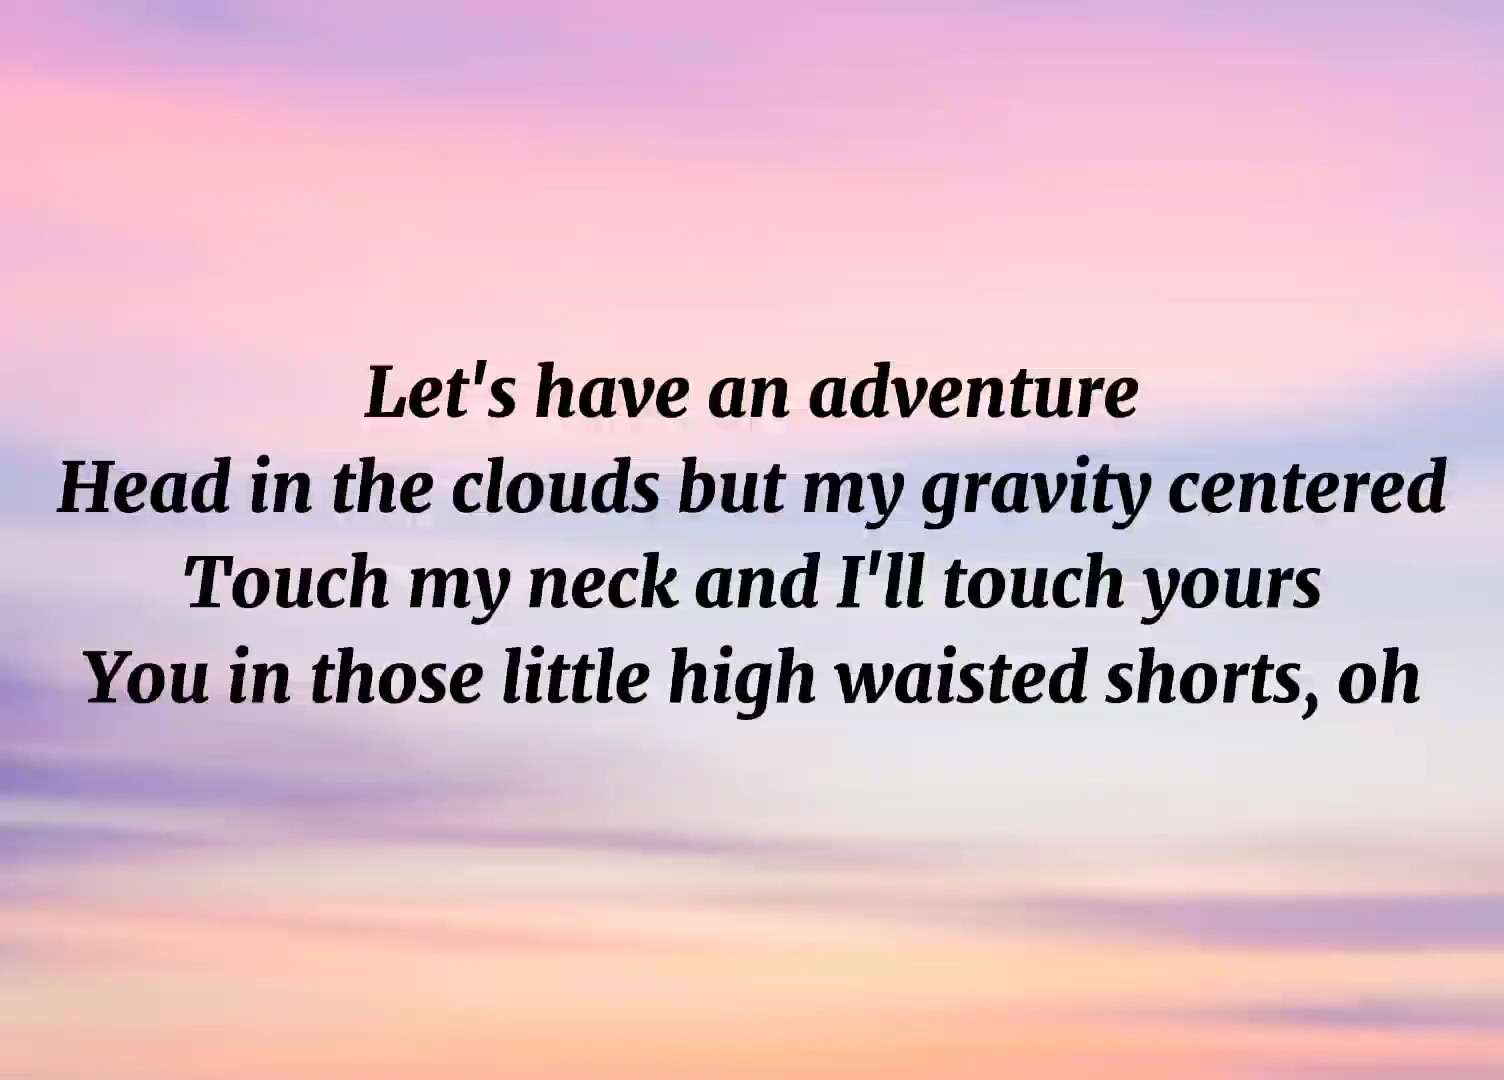 Let's have an adventure
Head in the clouds but my gravity centered
Touch my neck and I'll touch yours
You in those little high waisted shorts, oh